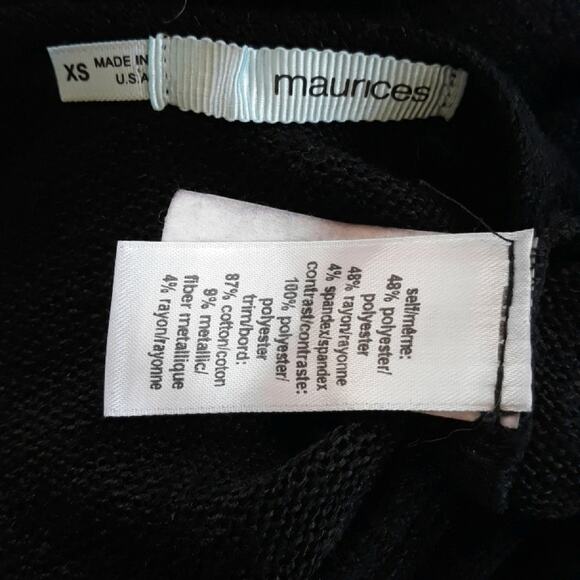 XS
MADE IN
U.S.A
maurices
self/même:
48% polyester/
polyester
48% rayon/rayonne
4% spandex/spandex
contrast/contraste:
100% polyester/
polyester
trim/bord:
87% cotton/coton
9% metallic/
fiber metallique
4% rayon/rayonne